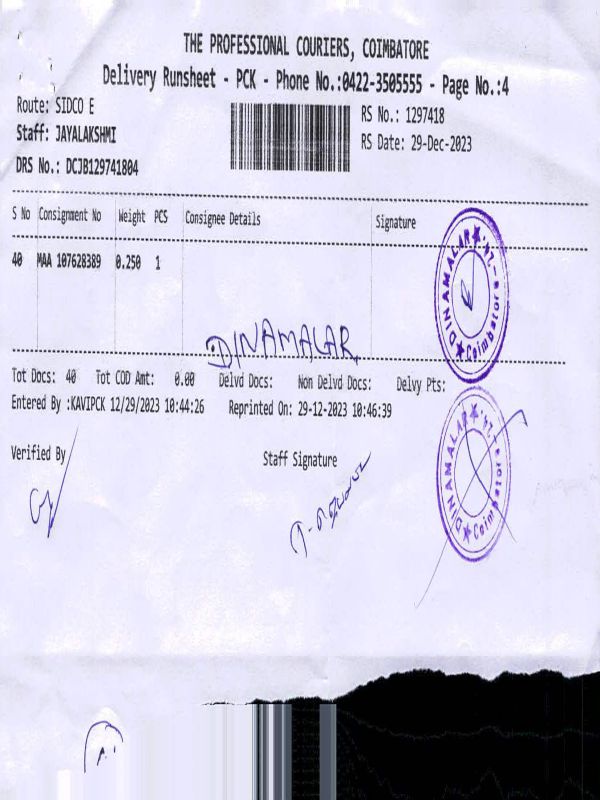 THE PROFESSIONAL COURIERS, COIMBATORE
Delivery Runsheet - PCK - Phone No.:0422-3505555 - Page No.:4
Route: SIDCO E
RS No.: 1297418
Staff: JAYALAKSHMI
RS Date: 29-Dec-2023
DRS No.: DCJB129741804
S No Consignment No Weight PCS Consignee Details Signature
40 MAA 107628389 0.250 1
DINAMALAR
DINAMALAR Coimbatore
Tot Docs: 40 Tot COD Amt: 0.00 Delvd Docs: Non Delvd Docs: Delvy Pts:
Entered By :KAVIPCK 12/29/2023 10:44:26 Reprinted On: 29-12-2023 10:46:39
Verified By
Staff Signature
DINAMALAR Coimbatore